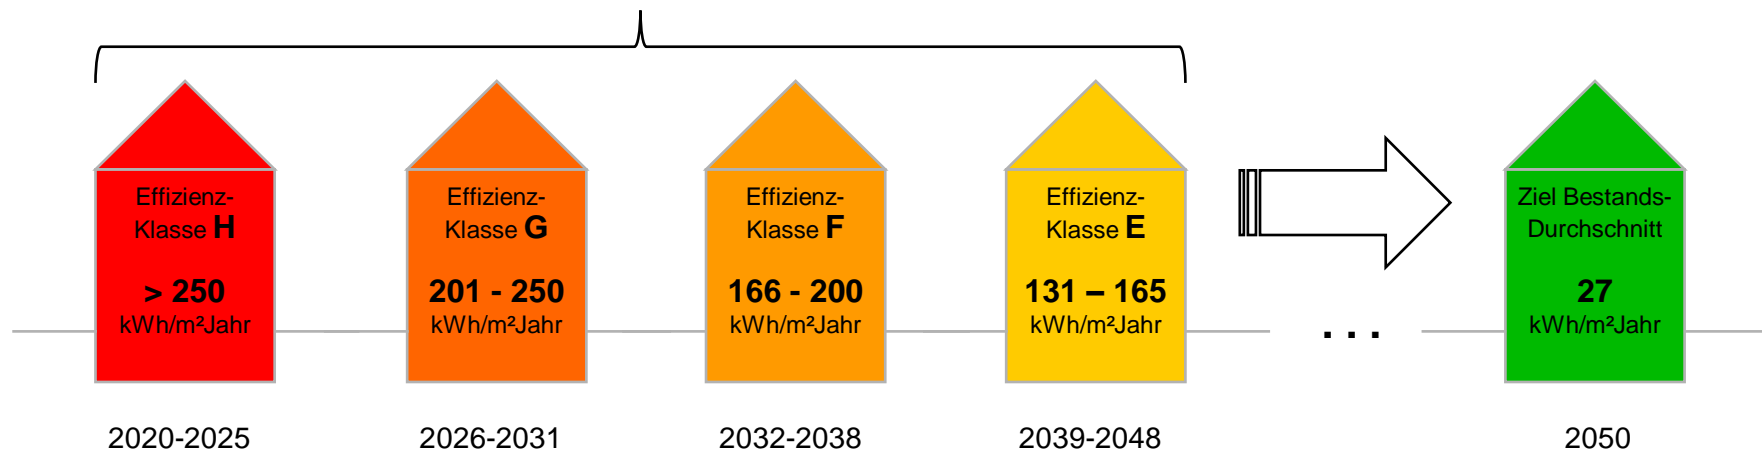 Effizienz-
Klasse H
> 250
kWh/m²Jahr
2020-2025
Effizienz-
Klasse G
201 - 250
kWh/m²Jahr
2026-2031
Effizienz-
Klasse F
166 - 200
kWh/m²Jahr
2032-2038
Effizienz-
Klasse E
131 – 165
kWh/m²Jahr
2039-2048
. . .
Ziel Bestands-
Durchschnitt
27
kWh/m²Jahr
2050